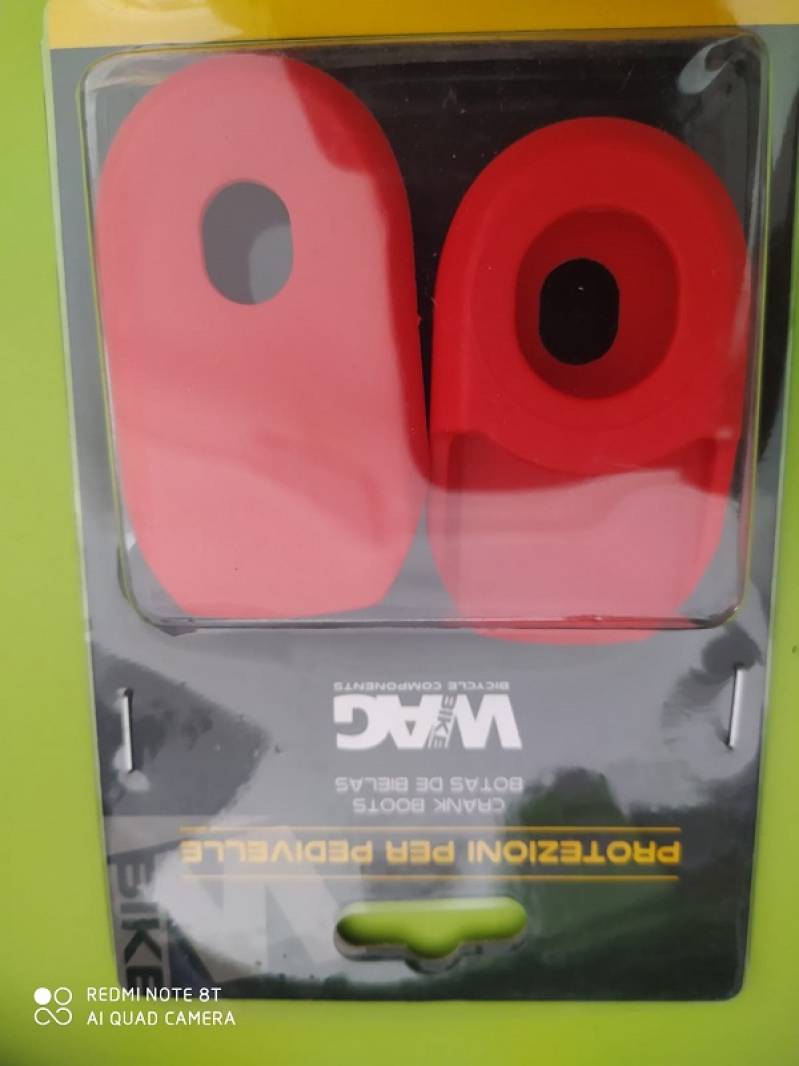 PROTEZIONI PER PEDIVELLE
CRANK BOOTS
BOTAS DE BIELAS
WAG
BIKE
BICYCLE COMPONENTS
BIKE
REDMI NOTE 8T
AI QUAD CAMERA